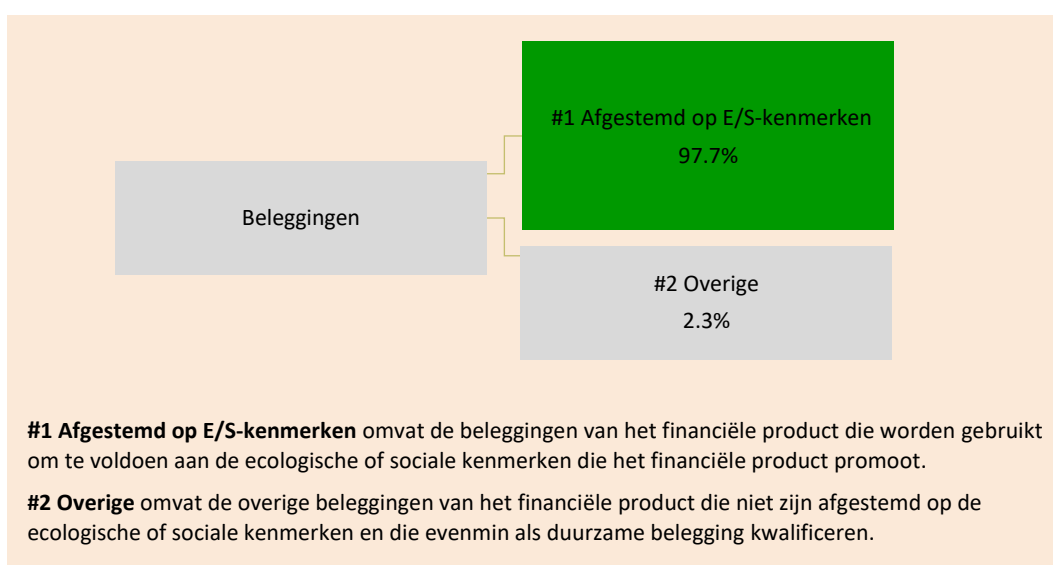 #1 Afgestemd op E/S-kenmerken
97.7%
Beleggingen
#2 Overige
2.3%
#1 Afgestemd op E/S-kenmerken omvat de beleggingen van het financiële product die worden gebruikt
om te voldoen aan de ecologische of sociale kenmerken die het financiële product promoot.
#2 Overige omvat de overige beleggingen van het financiële product die niet zijn afgestemd op de
ecologische of sociale kenmerken en die evenmin als duurzame belegging kwalificeren.